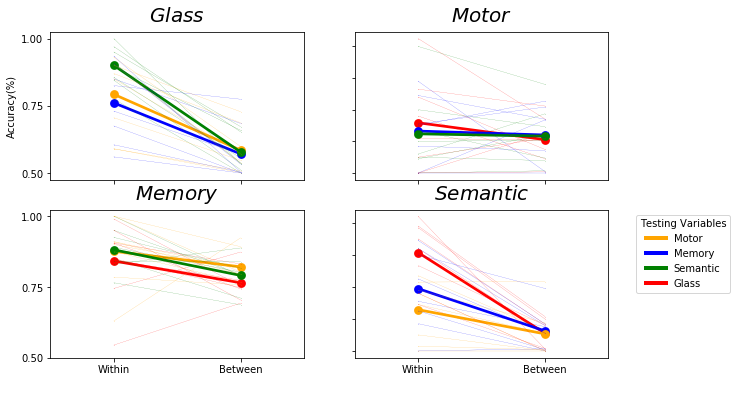 Glass
Motor
Accuracy(%)
1.00
0.75
0.50
Memory
Semantic
1.00
0.75
0.50
Within
Between
Within
Between
Testing Variables
Motor
Memory
Semantic
Glass